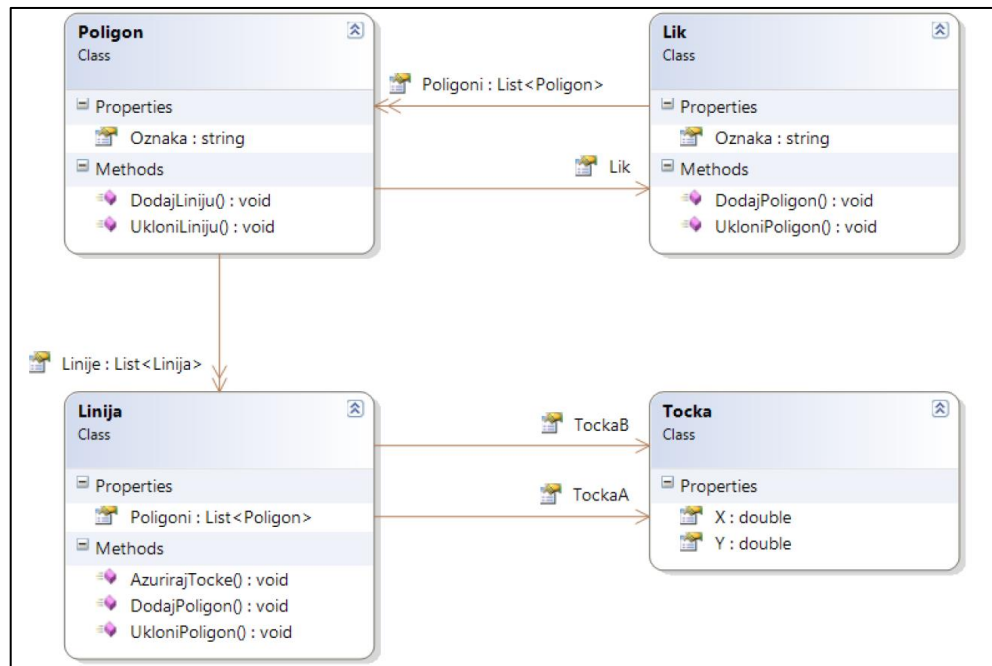 Poligon
Class
Properties
Oznaka : string
Methods
DodajLiniju() : void
UkloniLiniju() : void
Poligoni : List<Poligon>
Lik
Lik
Class
Properties
Oznaka : string
Methods
DodajPoligon() : void
UkloniPoligon() : void
Linije : List<Linija>
Linija
Class
Properties
Poligoni : List<Poligon>
Methods
AzurirajTocke() : void
DodajPoligon() : void
UkloniPoligon() : void
TockaB
TockaA
Tocka
Class
Properties
X : double
Y : double